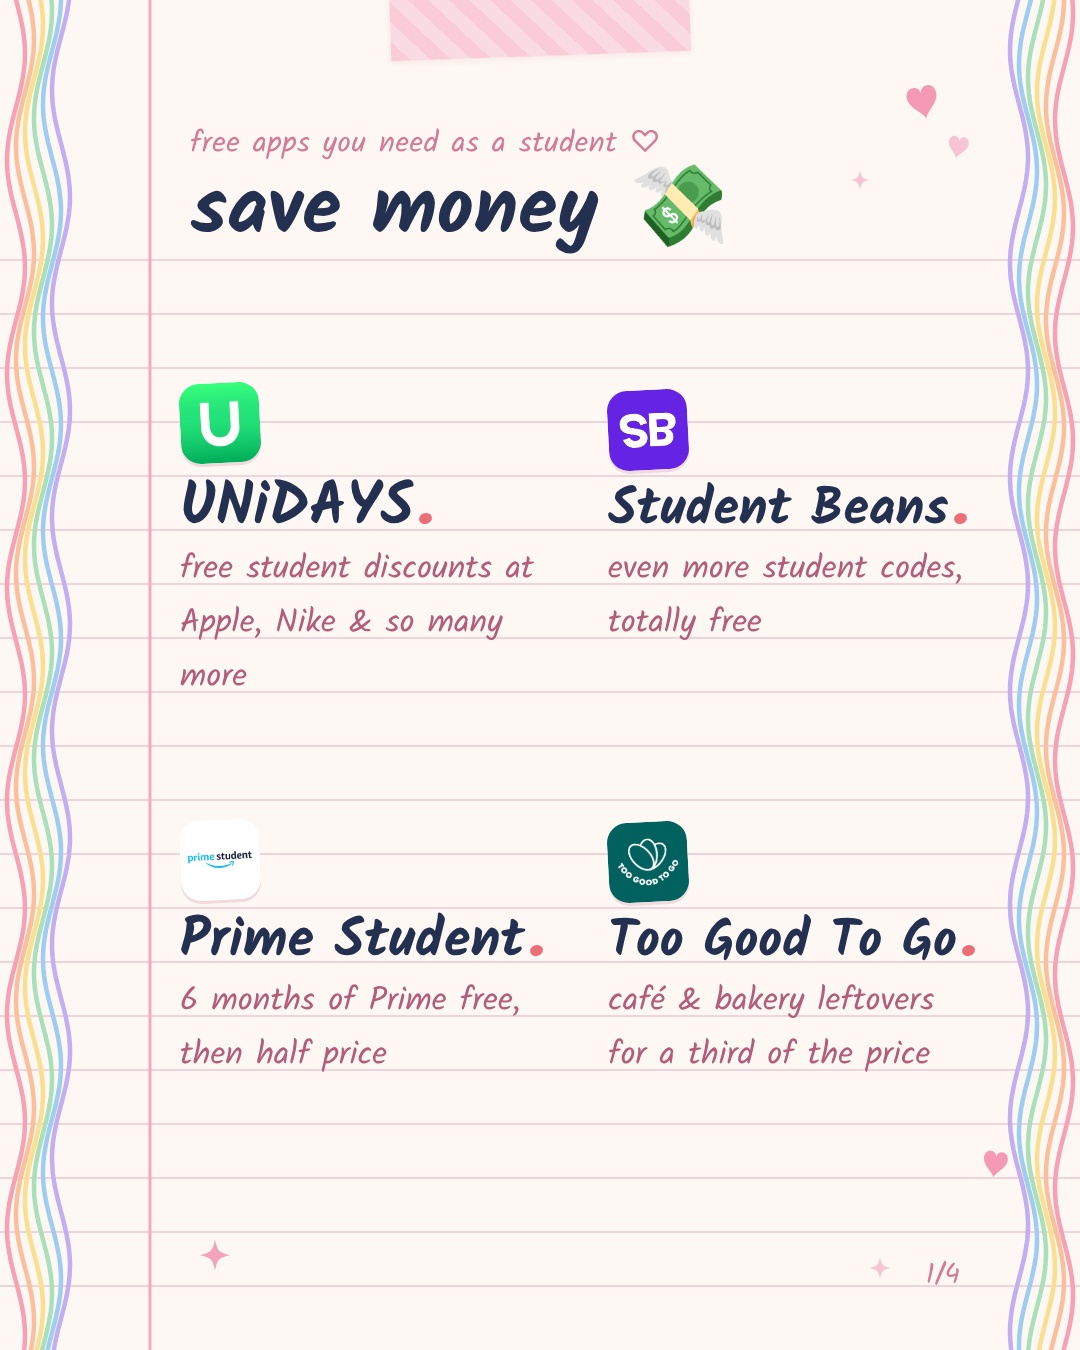 free apps you need as a student ♡
save money 💸
U
UNiDAYS.
free student discounts at
Apple, Nike & so many
more
SB
Student Beans.
even more student codes,
totally free
prime student
Prime Student.
6 months of Prime free,
then half price
TOO GOOD TO GO
Too Good To Go.
café & bakery leftovers
for a third of the price
1/4